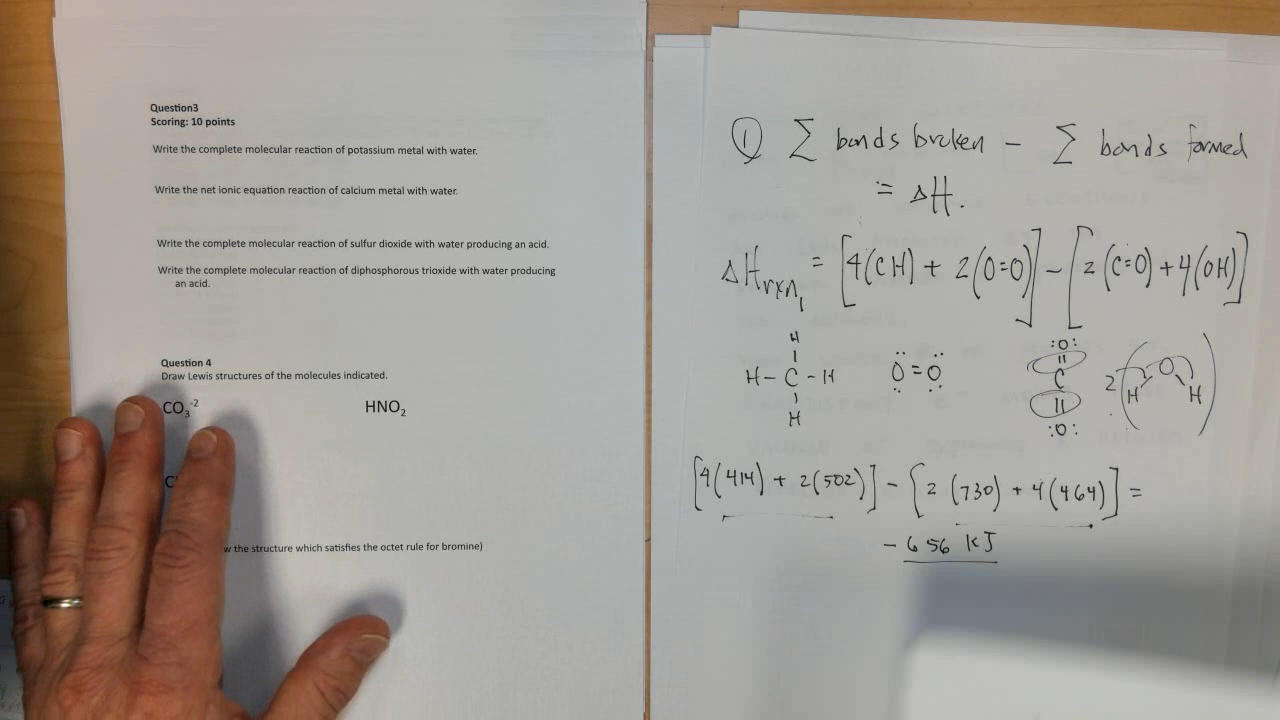 Question3
Scoring: 10 points
Write the complete molecular reaction of potassium metal with water.
Write the net ionic equation reaction of calcium metal with water.
Write the complete molecular reaction of sulfur dioxide with water producing an acid.
Write the complete molecular reaction of diphosphorous trioxide with water producing
an acid.
Question 4
Draw Lewis structures of the molecules indicated.
CO₃⁻² HNO₂
C
the structure which satisfies the octet rule for bromine)
① Σ bonds broken − Σ bonds formed
= ΔH.
ΔHrxn₁ = [4(CH) + 2(O=O)] − [2(C=O) + 4(OH)]
H
H − C − H
H
Ö = Ö
:O:
C
:O:
2(H O H)
[4(414) + 2(502)] − [2(730) + 4(464)] =
− 656 KJ